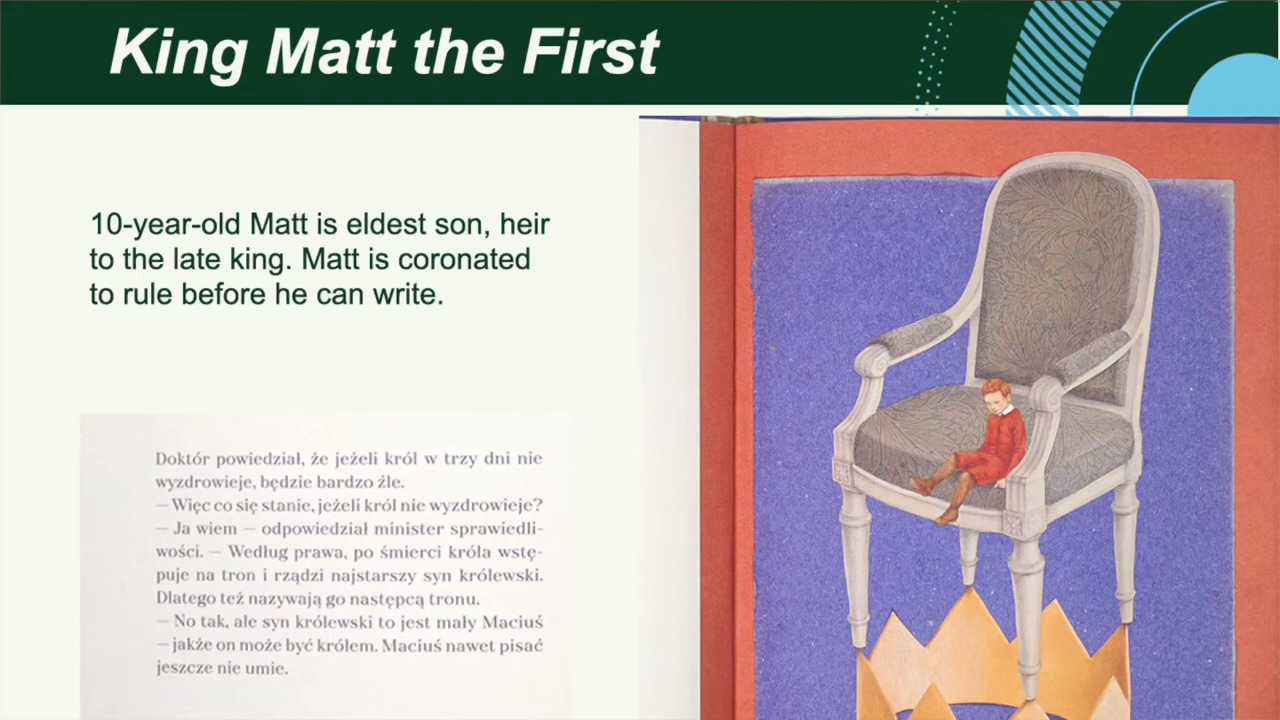 King Matt the First
10-year-old Matt is eldest son, heir
to the late king. Matt is coronated
to rule before he can write.
Doktór powiedział, że jeżeli król w trzy dni nie
wyzdrowieje, będzie bardzo źle.
— Więc co się stanie, jeżeli król nie wyzdrowieje?
— Ja wiem — odpowiedział minister sprawiedli-
wości. — Według prawa, po śmierci króla wstę-
puje na tron i rządzi najstarszy syn królewski.
Dlatego też nazywają go następcą tronu.
— No tak, ale syn królewski to jest mały Maciuś
— jakże on może być królem. Maciuś nawet pisać
jeszcze nie umie.